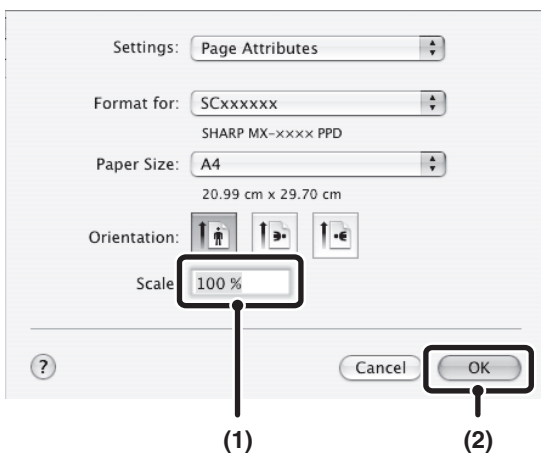 Settings: Page Attributes
Format for: SCxxxxxx
SHARP MX-×××× PPD
Paper Size: A4
20.99 cm x 29.70 cm
Orientation:
Scale 100 %
? Cancel OK
(1) (2)